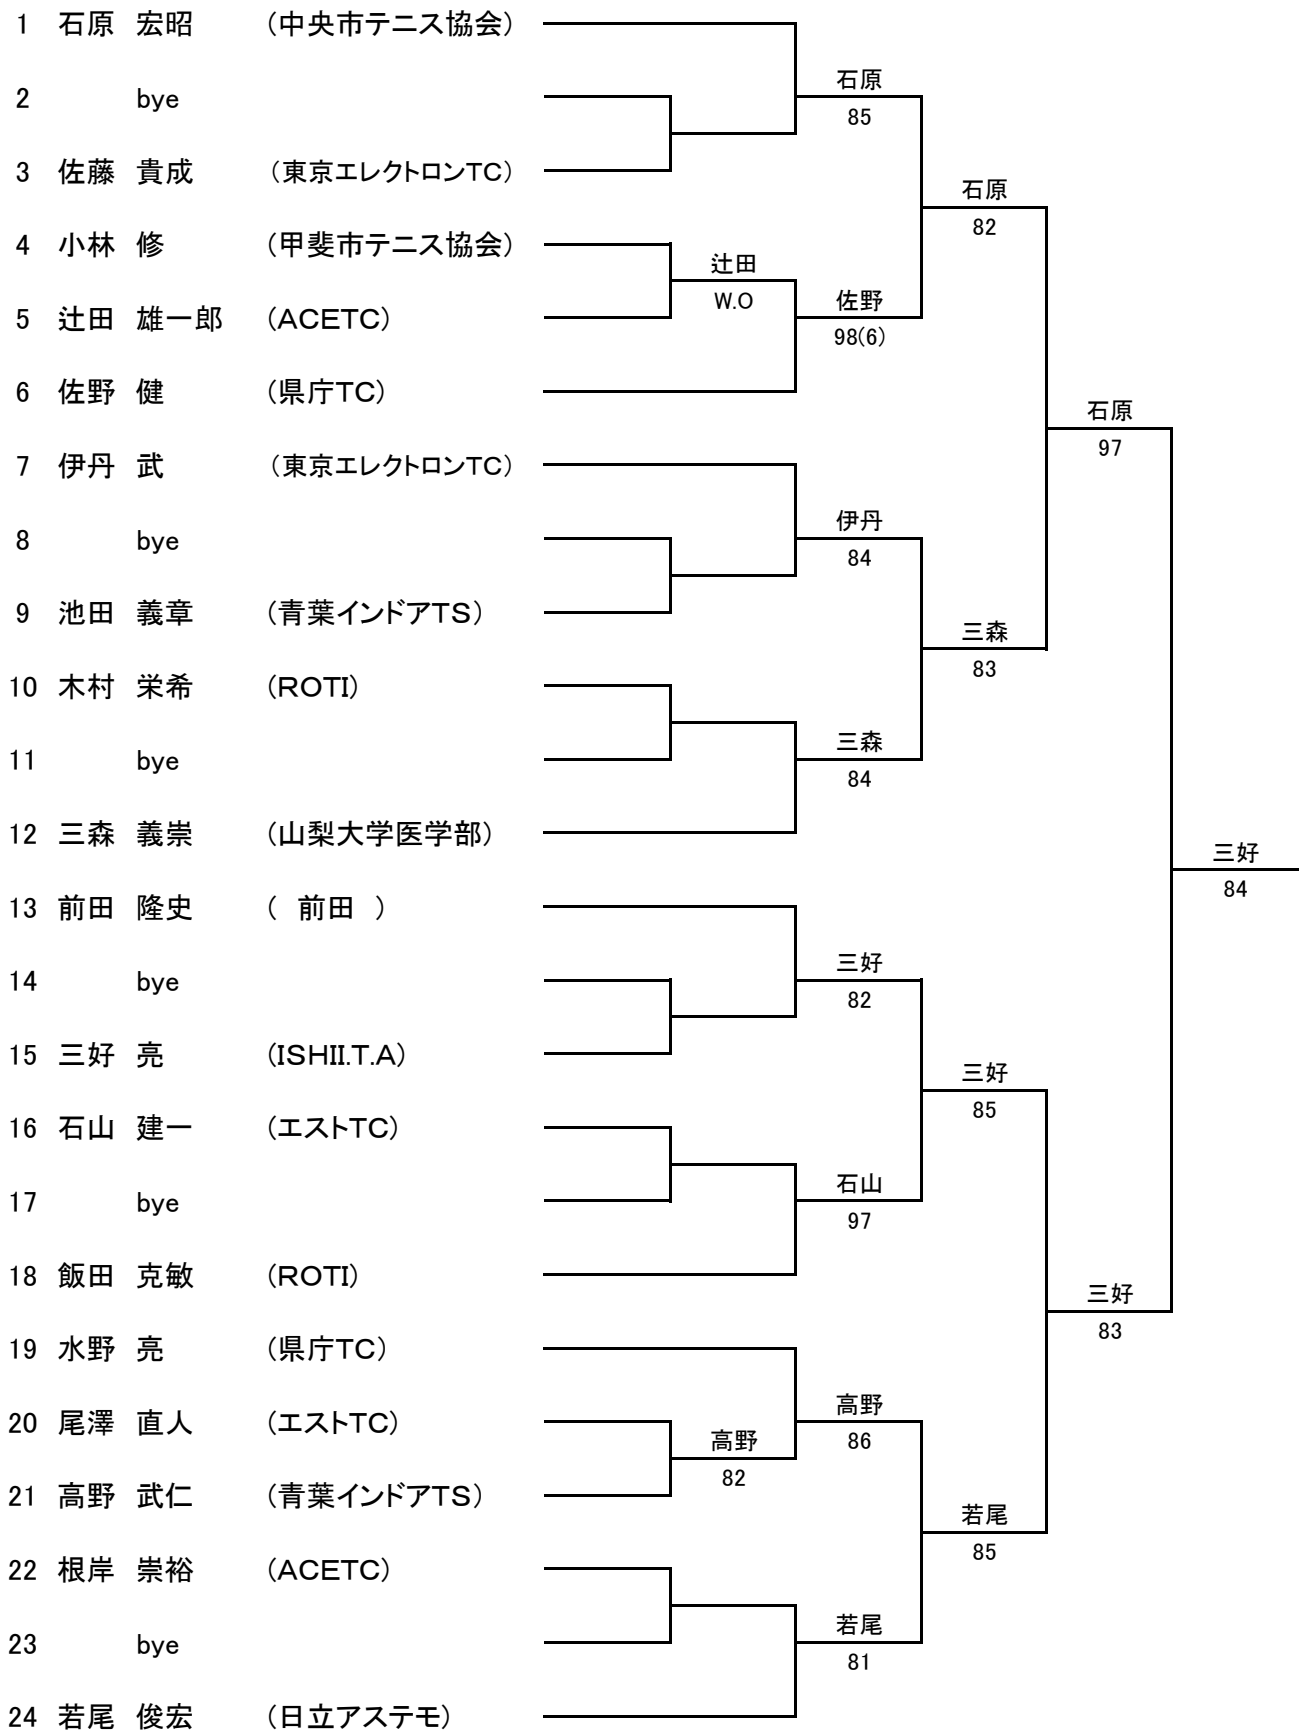 1 石原 宏昭 (中央市テニス協会)
石原
2 bye
85
3 佐藤 貴成 (東京エレクトロンTC)
石原
82
4 小林 修 (甲斐市テニス協会)
辻田
W.O
佐野
5 辻田 雄一郎 (ACETC)
98(6)
6 佐野 健 (県庁TC)
石原
97
7 伊丹 武 (東京エレクトロンTC)
伊丹
8 bye
84
9 池田 義章 (青葉インドアTS)
三森
83
10 木村 栄希 (ROTI)
三森
11 bye
84
12 三森 義崇 (山梨大学医学部)
三好
84
13 前田 隆史 ( 前田 )
三好
14 bye
82
15 三好 亮 (ISHII.T.A)
三好
85
16 石山 建一 (エストTC)
石山
17 bye
97
18 飯田 克敏 (ROTI)
三好
83
19 水野 亮 (県庁TC)
高野
20 尾澤 直人 (エストTC)
86
高野
82
21 高野 武仁 (青葉インドアTS)
若尾
85
22 根岸 崇裕 (ACETC)
若尾
23 bye
81
24 若尾 俊宏 (日立アステモ)